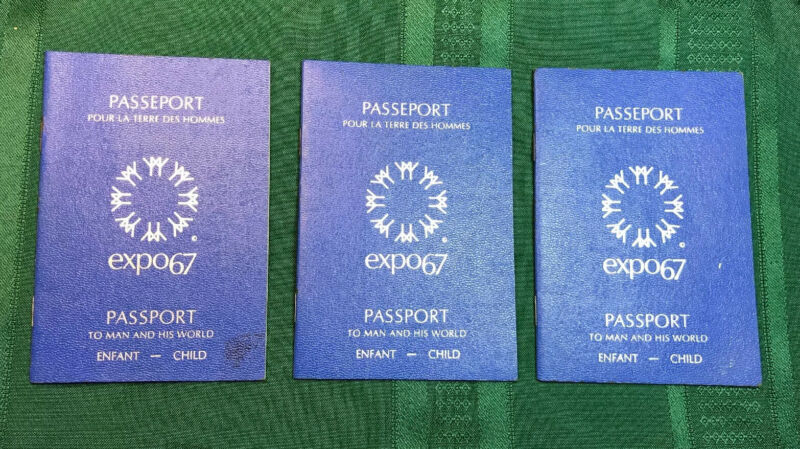 PASSEPORT
POUR LA TERRE DES HOMMES
©
expo67
PASSPORT
TO MAN AND HIS WORLD
ENFANT — CHILD
PASSEPORT
POUR LA TERRE DES HOMMES
©
expo67
PASSPORT
TO MAN AND HIS WORLD
ENFANT — CHILD
PASSEPORT
POUR LA TERRE DES HOMMES
©
expo67
PASSPORT
TO MAN AND HIS WORLD
ENFANT — CHILD